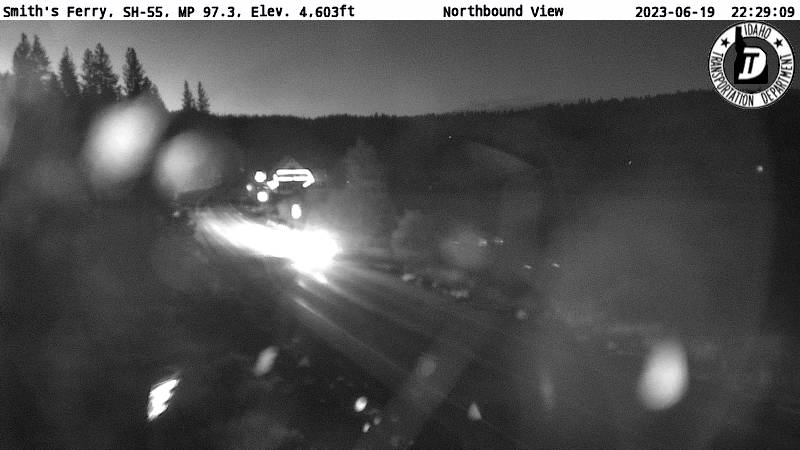 Smith's Ferry, SH-55, MP 97.3, Elev. 4,603ft Northbound View 2023-06-19 22:29:09
IDAHO
TRANSPORTATION DEPARTMENT